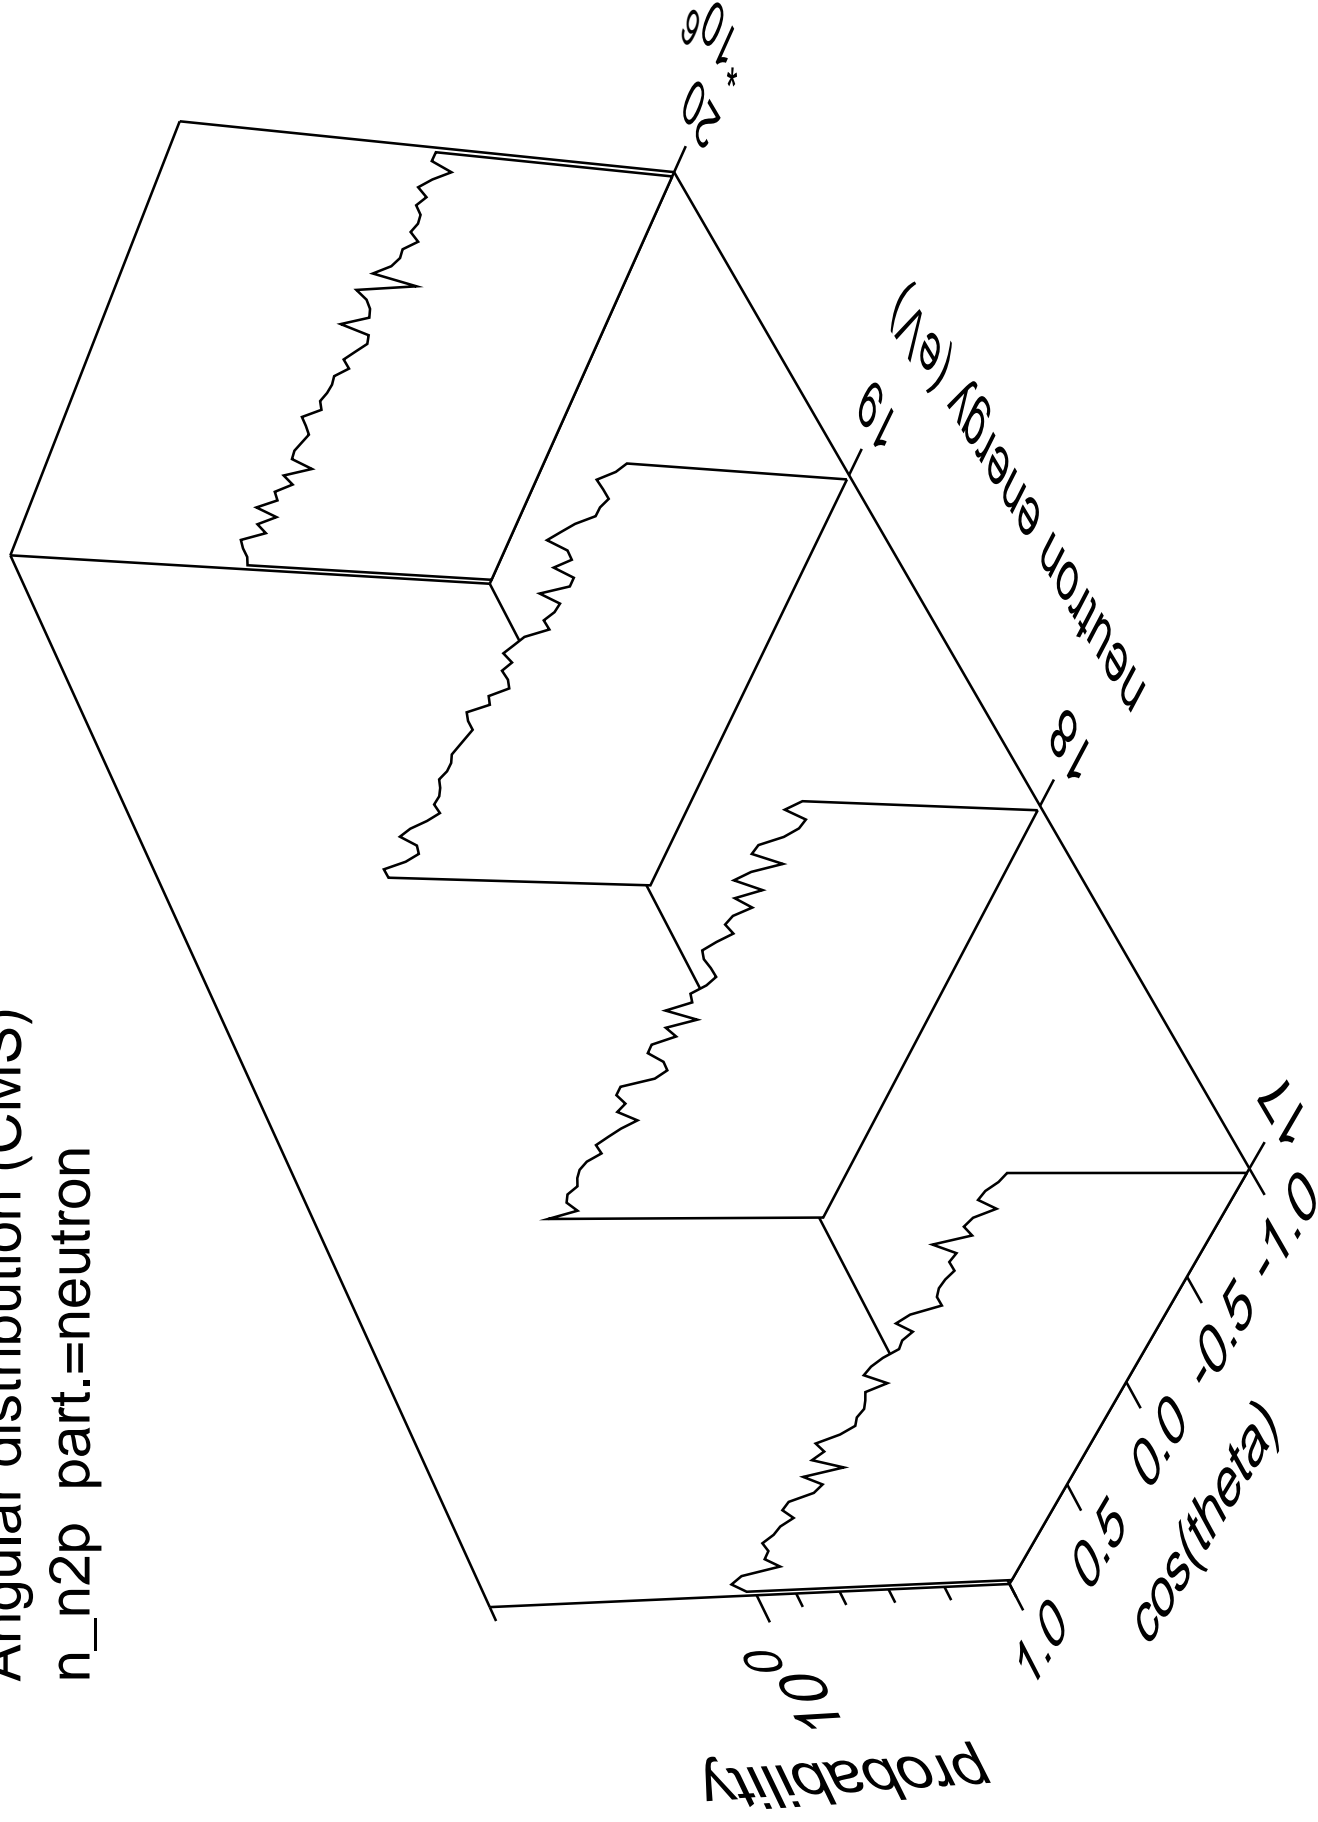 Angular distribution (CMS)
n_n2p part.=neutron
probability
10^0
1.0 0.5 0.0 -0.5 -1.0
cos(theta)
17 18 19 20
*10^6
neutron energy (eV)